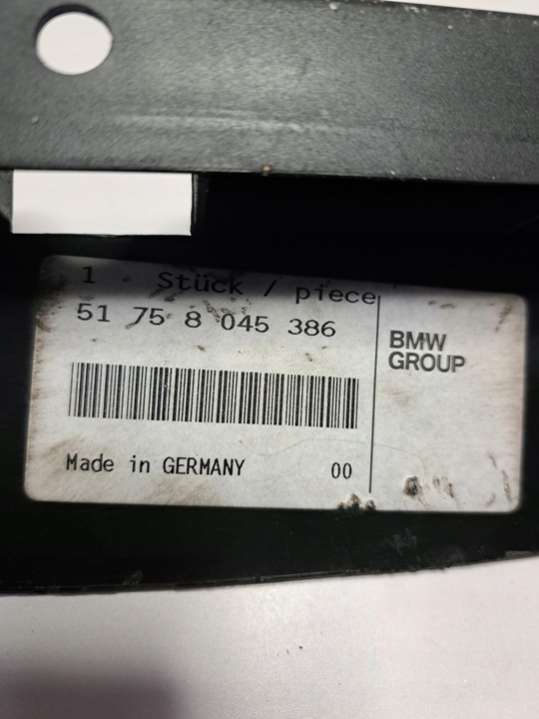 1 Stück / piece
51 75 8 045 386
BMW
GROUP
Made in GERMANY 00